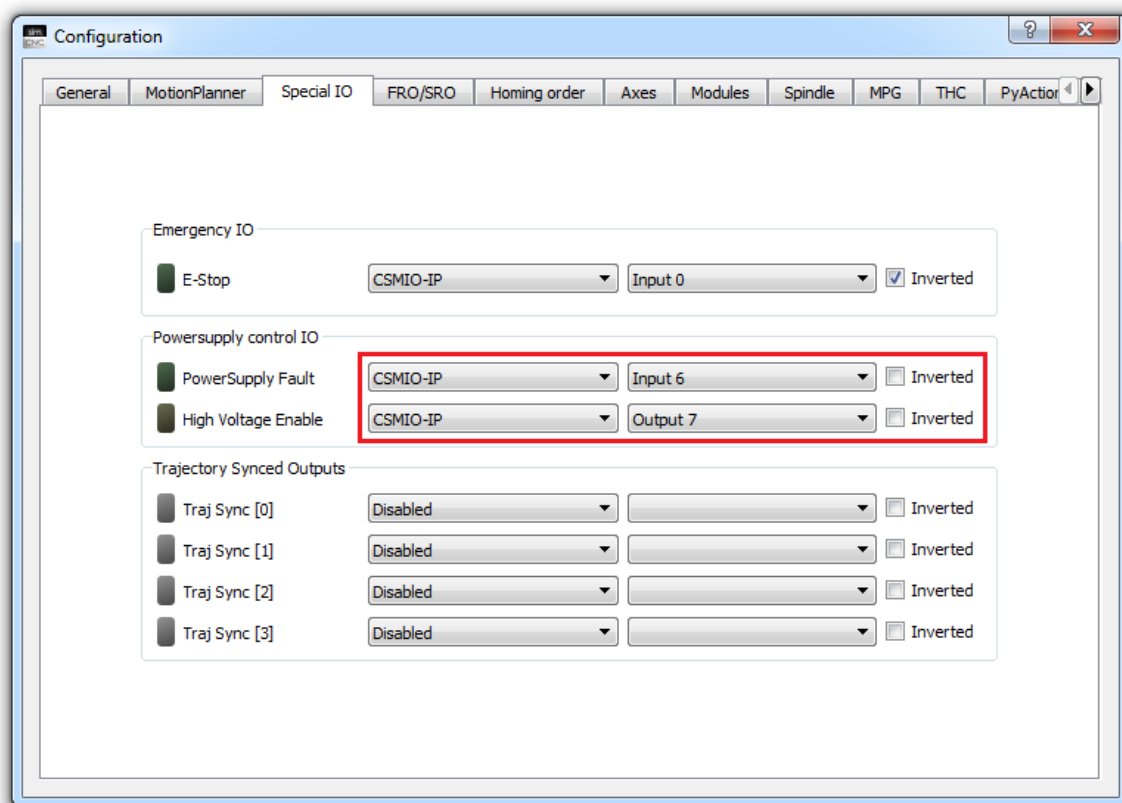 sim
CNC
Configuration
?
X
General MotionPlanner Special IO FRO/SRO Homing order Axes Modules Spindle MPG THC PyAction
Emergency IO
E-Stop CSMIO-IP Input 0 Inverted
Powersupply control IO
PowerSupply Fault CSMIO-IP Input 6 Inverted
High Voltage Enable CSMIO-IP Output 7 Inverted
Trajectory Synced Outputs
Traj Sync [0] Disabled Inverted
Traj Sync [1] Disabled Inverted
Traj Sync [2] Disabled Inverted
Traj Sync [3] Disabled Inverted